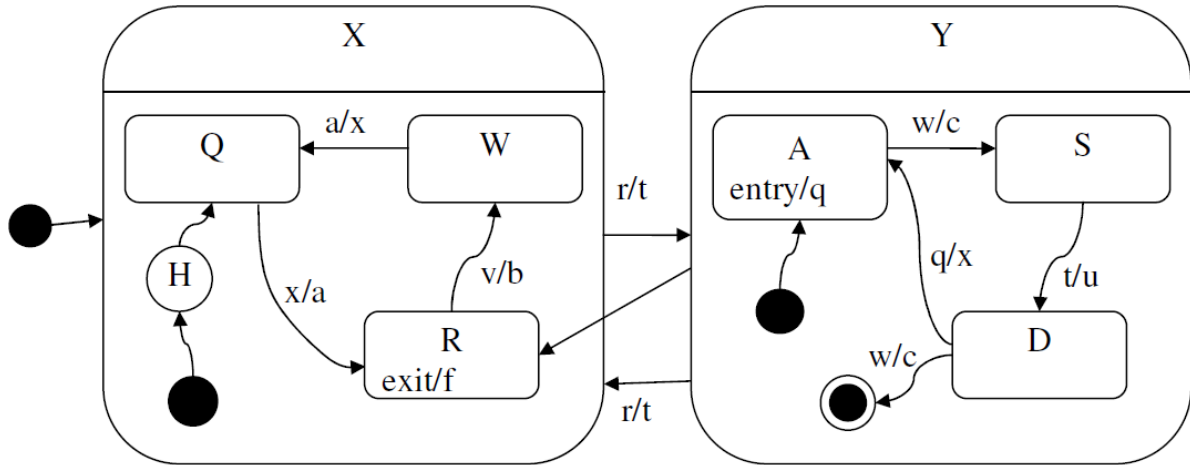 X
Q
a/x
W
H
x/a
v/b
R
exit/f
r/t
r/t
Y
A
entry/q
w/c
S
q/x
t/u
D
w/c